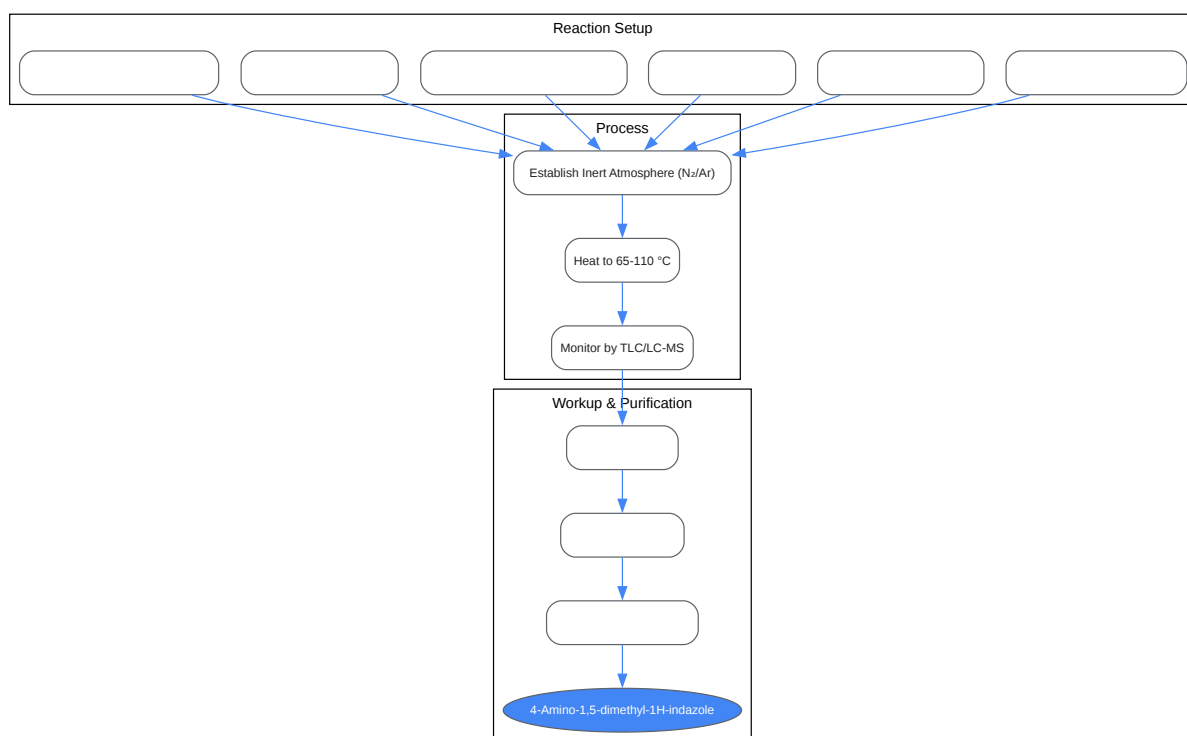 Reaction Setup
Process
Establish Inert Atmosphere (N₂/Ar)
Heat to 65-110 °C
Monitor by TLC/LC-MS
Workup & Purification
4-Amino-1,5-dimethyl-1H-indazole